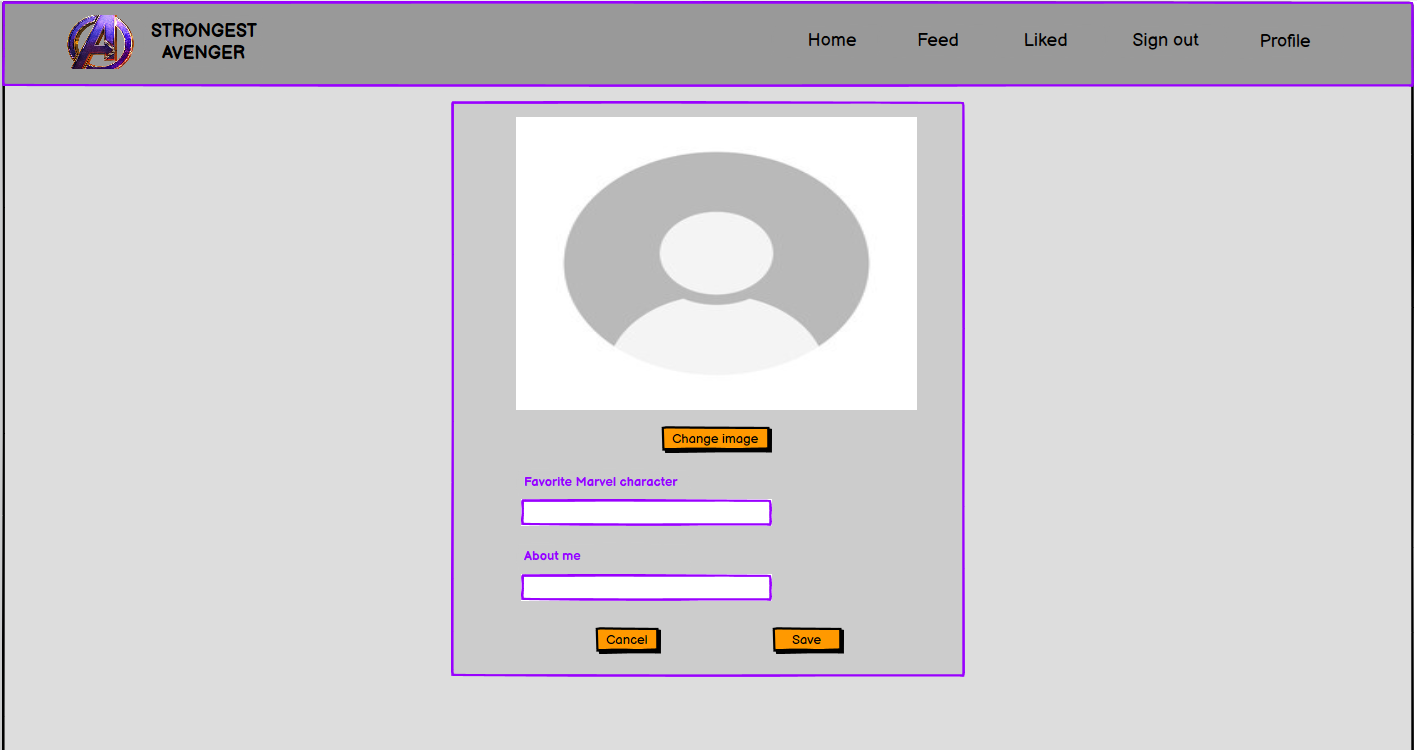 STRONGEST
AVENGER
Home Feed Liked Sign out Profile
Change image
Favorite Marvel character
About me
Cancel Save